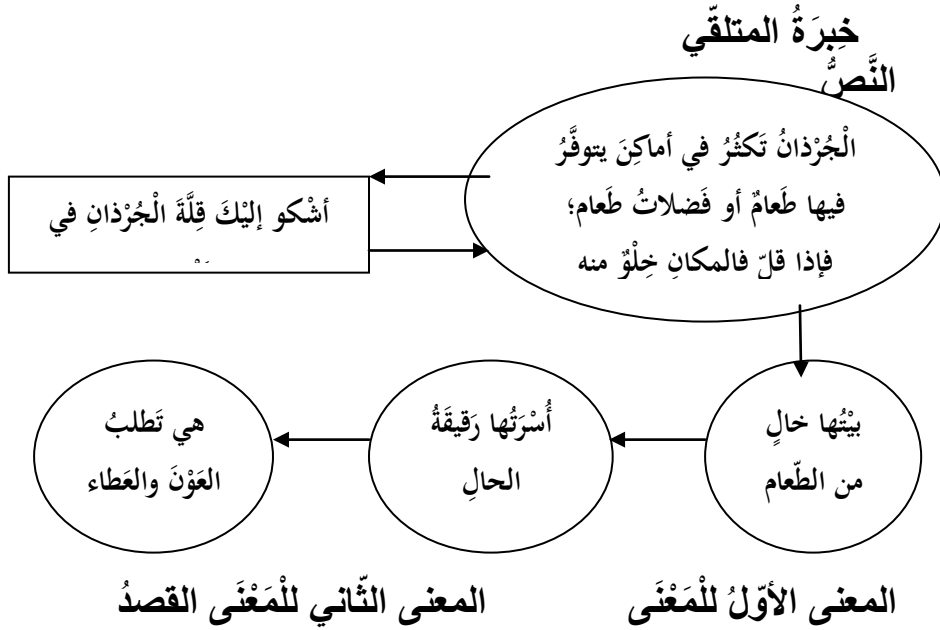 خِبرَةُ المتلقّي
النَّصُّ
الْجُرْذانُ تَكثُرُ في أماكِنَ يتوفَّرُ
فيها طَعامٌ أو فَضلاتُ طَعام؛
فإذا قلّ فالمكانِ خِلْوٌ منه
أشْكو إليْكَ قِلَّةَ الْجُرْذانِ في
بيْتُها خالٍ
من الطّعام
أُسْرَتُها رَقيقَةُ
الحالِ
هي تَطلبُ
العَوْنَ والعَطاء
المعنى الأوّلُ للْمَعْنَى
المعنى الثّاني للْمَعْنَى القصدُ